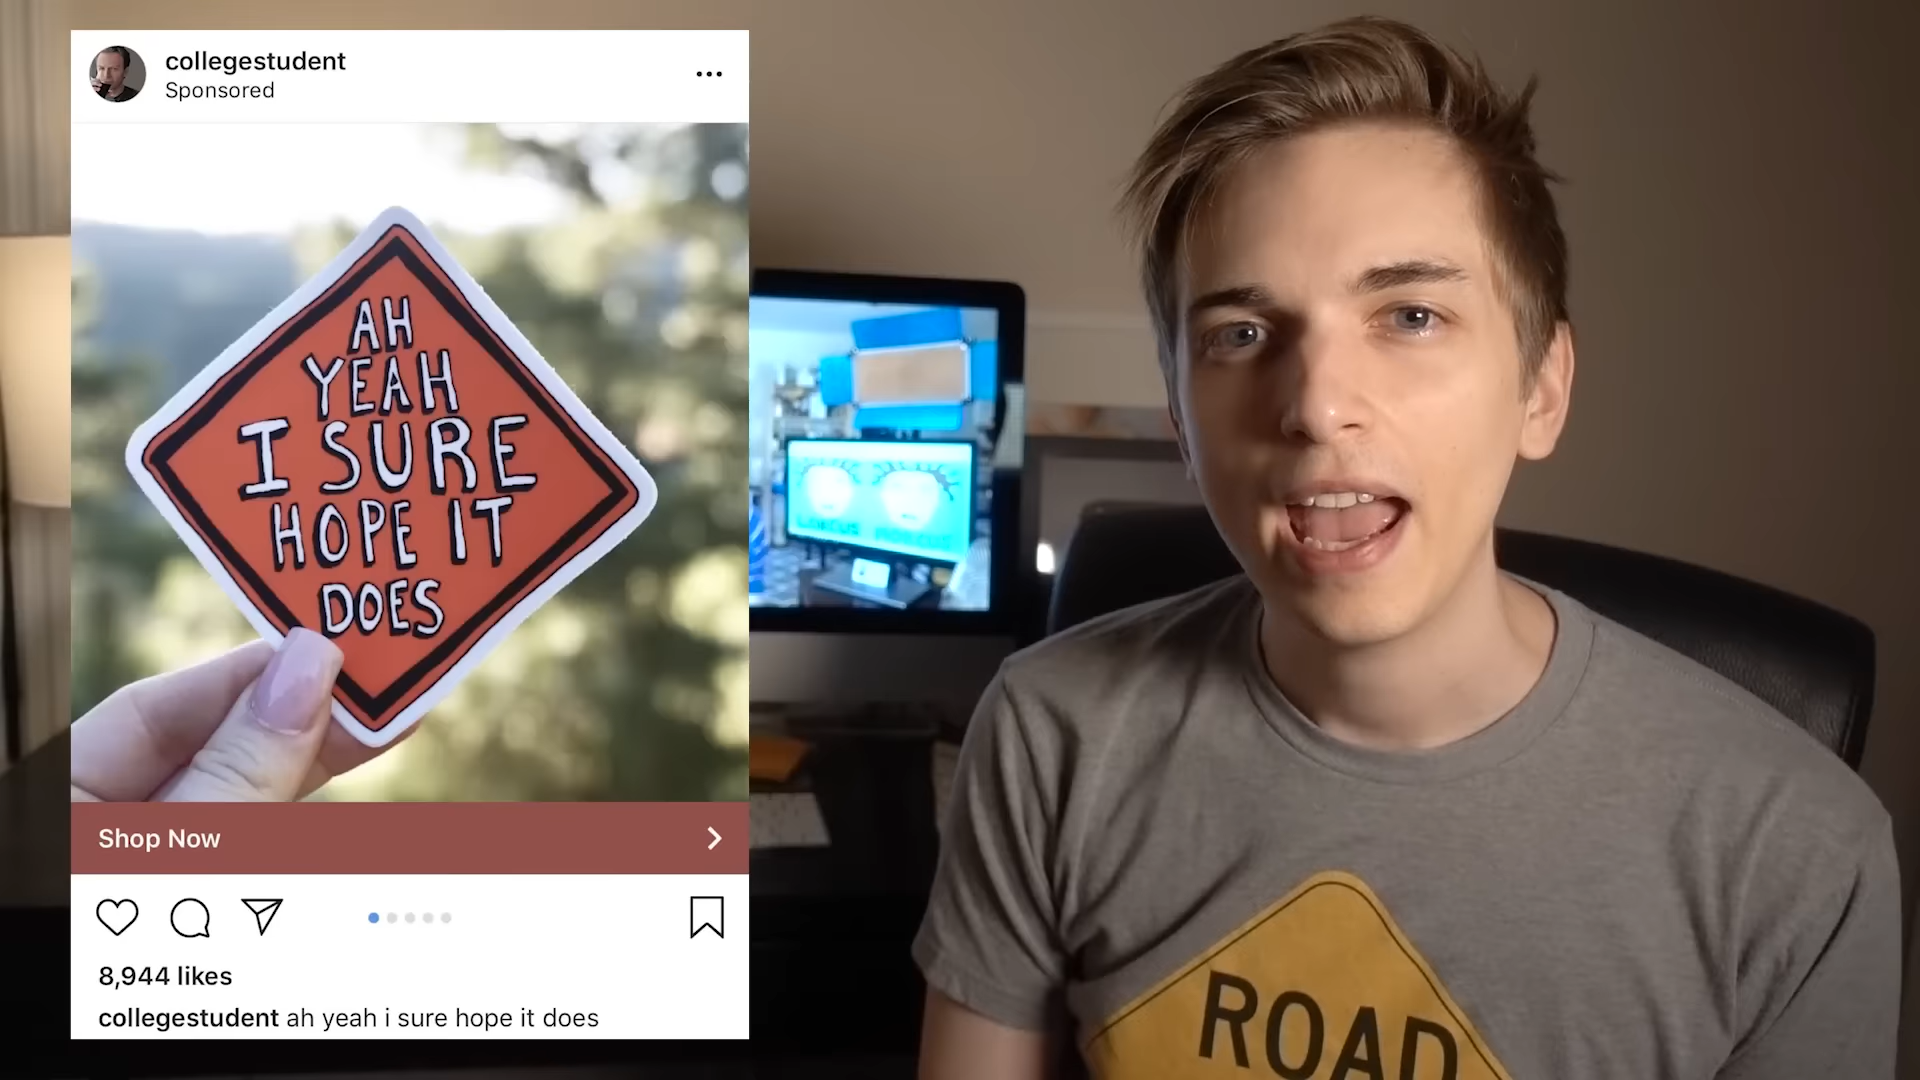 collegestudent
Sponsored
AH
YEAH
I SURE
HOPE IT
DOES
Shop Now
8,944 likes
collegestudent ah yeah i sure hope it does
ROAD